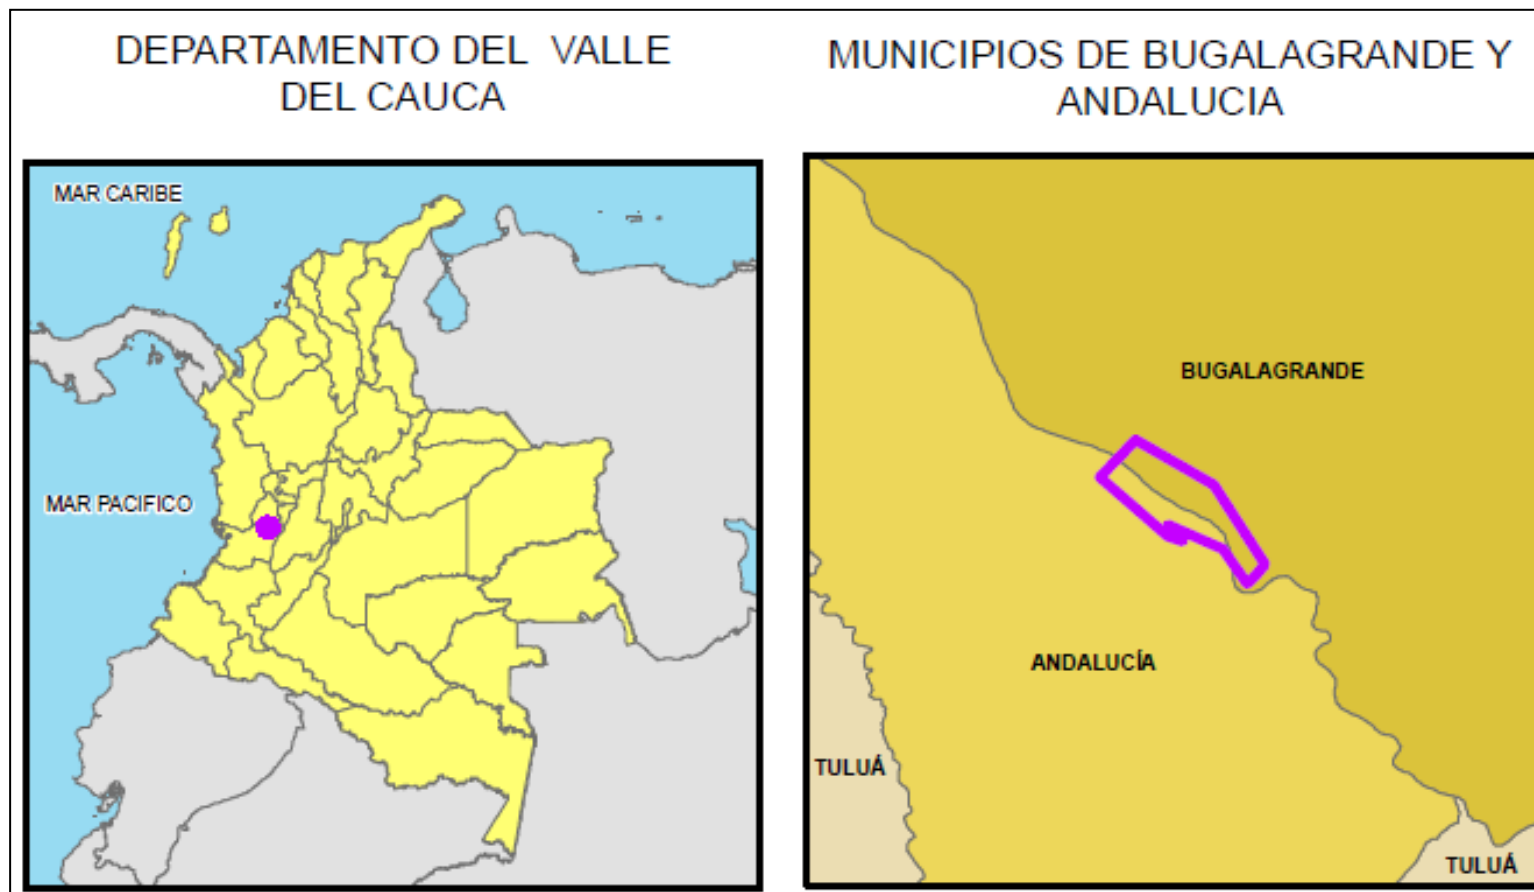 DEPARTAMENTO DEL VALLE
DEL CAUCA
MUNICIPIOS DE BUGALAGRANDE Y
ANDALUCIA
MAR CARIBE
MAR PACIFICO
BUGALAGRANDE
ANDALUCÍA
TULUÁ
TULUÁ